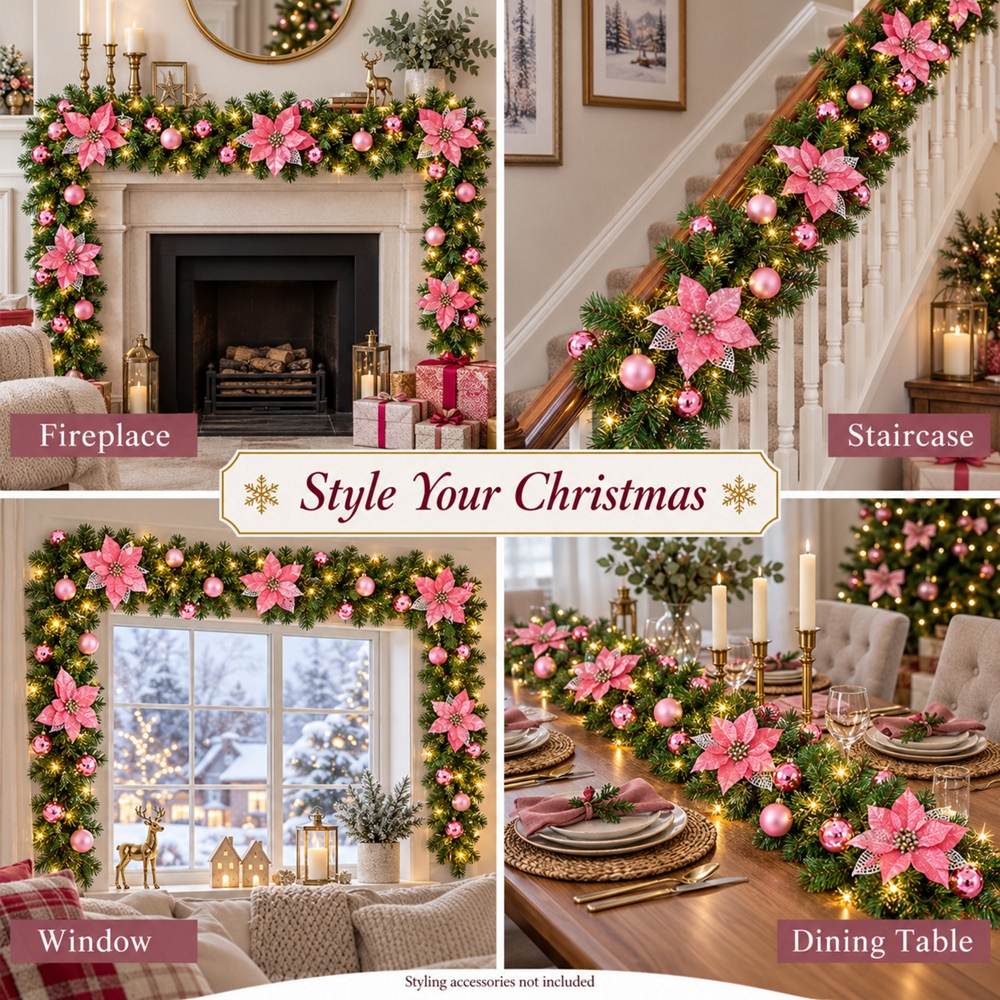 Fireplace
Staircase
Style Your Christmas
Window
Dining Table
Styling accessories not included